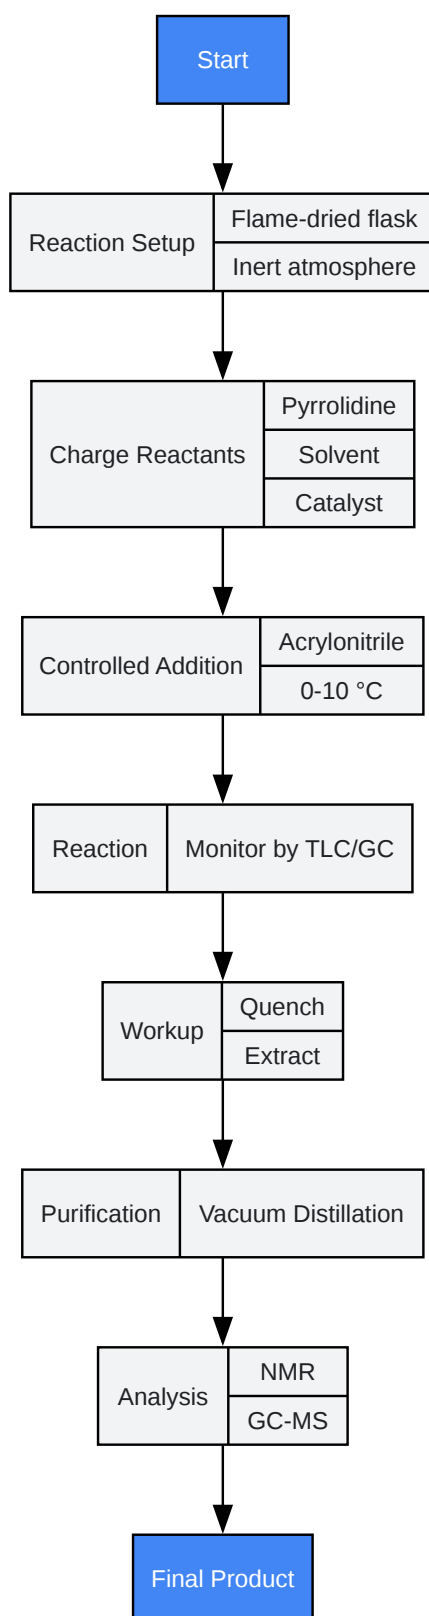 Start
Reaction Setup
Flame-dried flask
Inert atmosphere
Charge Reactants
Pyrrolidine
Solvent
Catalyst
Controlled Addition
Acrylonitrile
0-10 °C
Reaction
Monitor by TLC/GC
Workup
Quench
Extract
Purification
Vacuum Distillation
Analysis
NMR
GC-MS
Final Product